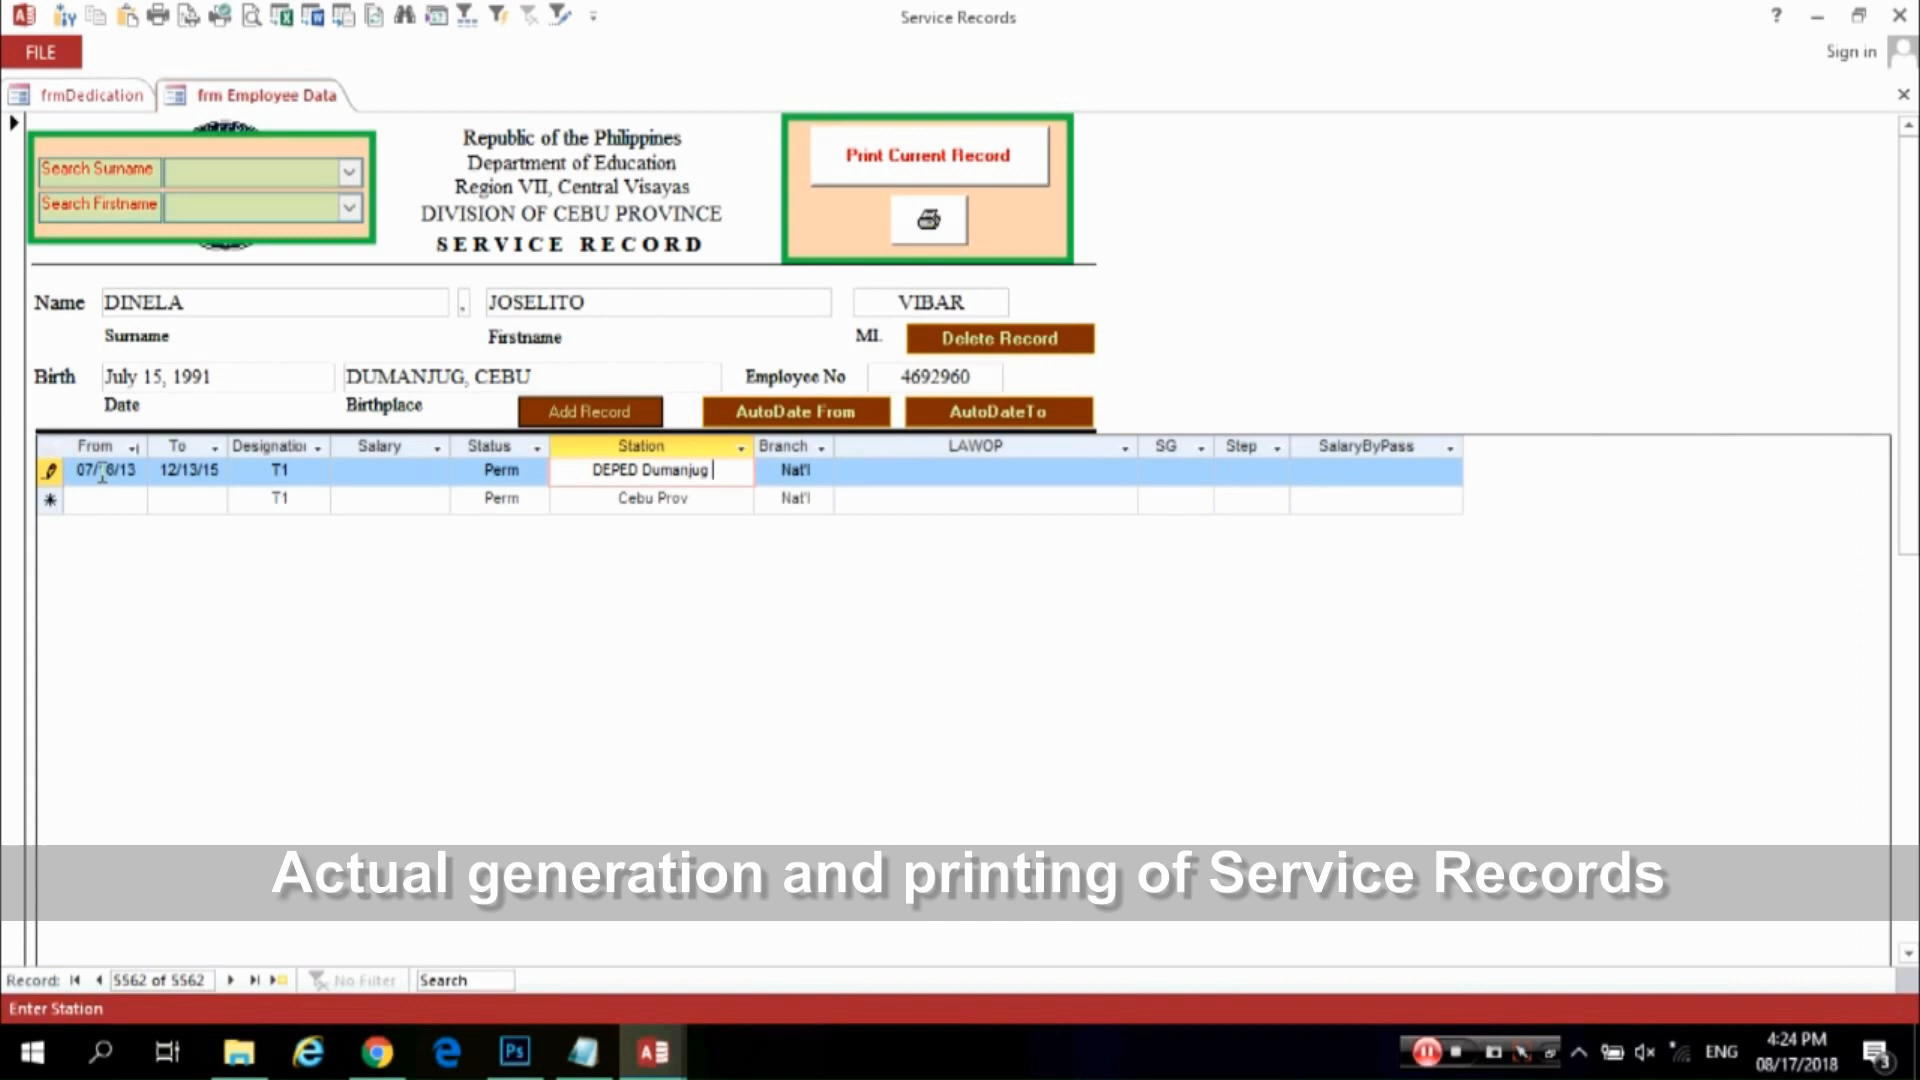 Service Records
?
FILE
Sign in
frmDedication
frm Employee Data
Search Surname
Search Firstname
Republic of the Philippines
Department of Education
Region VII, Central Visayas
DIVISION OF CEBU PROVINCE
SERVICE RECORD
Print Current Record
Name DINELA , JOSELITO VIBAR
Surname Firstname MI. Delete Record
Birth July 15, 1991 DUMANJUG, CEBU Employee No 4692960
Date Birthplace Add Record AutoDate From AutoDateTo
From To Designation Salary Status Station Branch LAWOP SG Step SalaryByPass
12/13/15 T1 Perm DEPED Dumanjug Nat'l
T1 Perm Cebu Prov Nat'l
Actual generation and printing of Service Records
Record: 5562 of 5562 No Filter Search
Enter Station
Ps
ENG
4:24 PM
08/17/2018
3